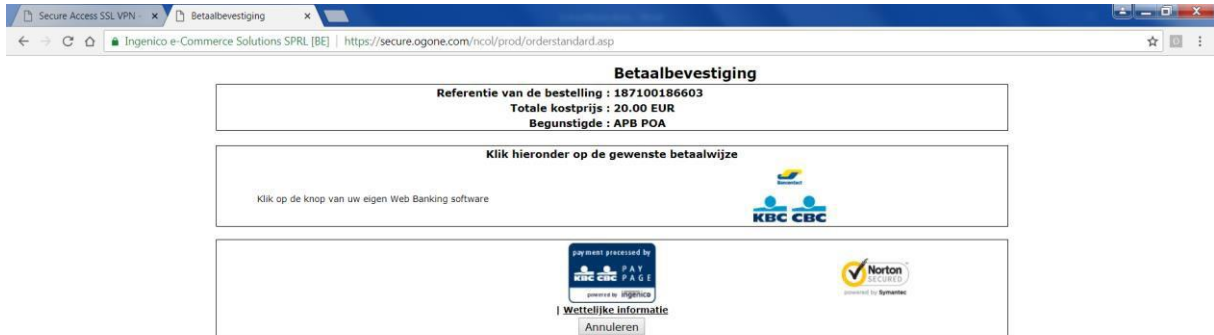 Secure Access SSL VPN -
Betaalbevestiging
Ingenico e-Commerce Solutions SPRL [BE] | https://secure.ogone.com/ncol/prod/orderstandard.asp
Betaalbevestiging
Referentie van de bestelling : 187100186603
Totale kostprijs : 20.00 EUR
Begunstigde : APB POA
Klik hieronder op de gewenste betaalwijze
Bancontact
Klik op de knop van uw eigen Web Banking software
KBC CBC
payment processed by
KBC CBC PAY PAGE
powered by ingenico
Norton
SECURED
powered by Symantec
| Wettelijke informatie
Annuleren